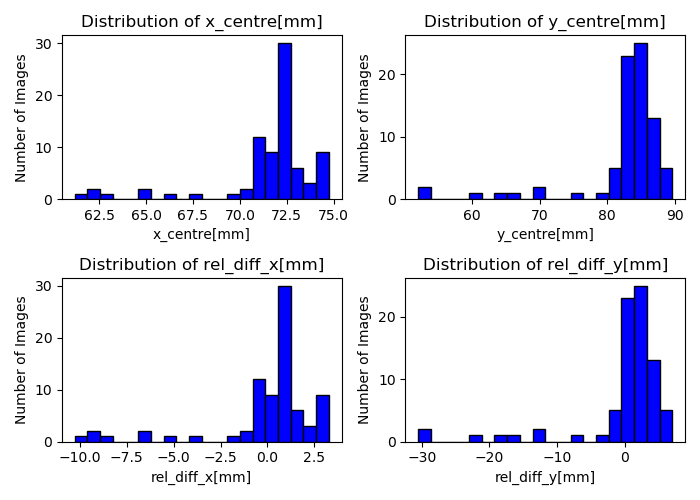 Distribution of x_centre[mm]
Number of Images
30
20
10
0
62.5 65.0 67.5 70.0 72.5 75.0
x_centre[mm]
Distribution of y_centre[mm]
Number of Images
20
10
0
60 70 80 90
y_centre[mm]
Distribution of rel_diff_x[mm]
Number of Images
30
20
10
0
−10.0 −7.5 −5.0 −2.5 0.0 2.5
rel_diff_x[mm]
Distribution of rel_diff_y[mm]
Number of Images
20
10
0
−30 −20 −10 0
rel_diff_y[mm]